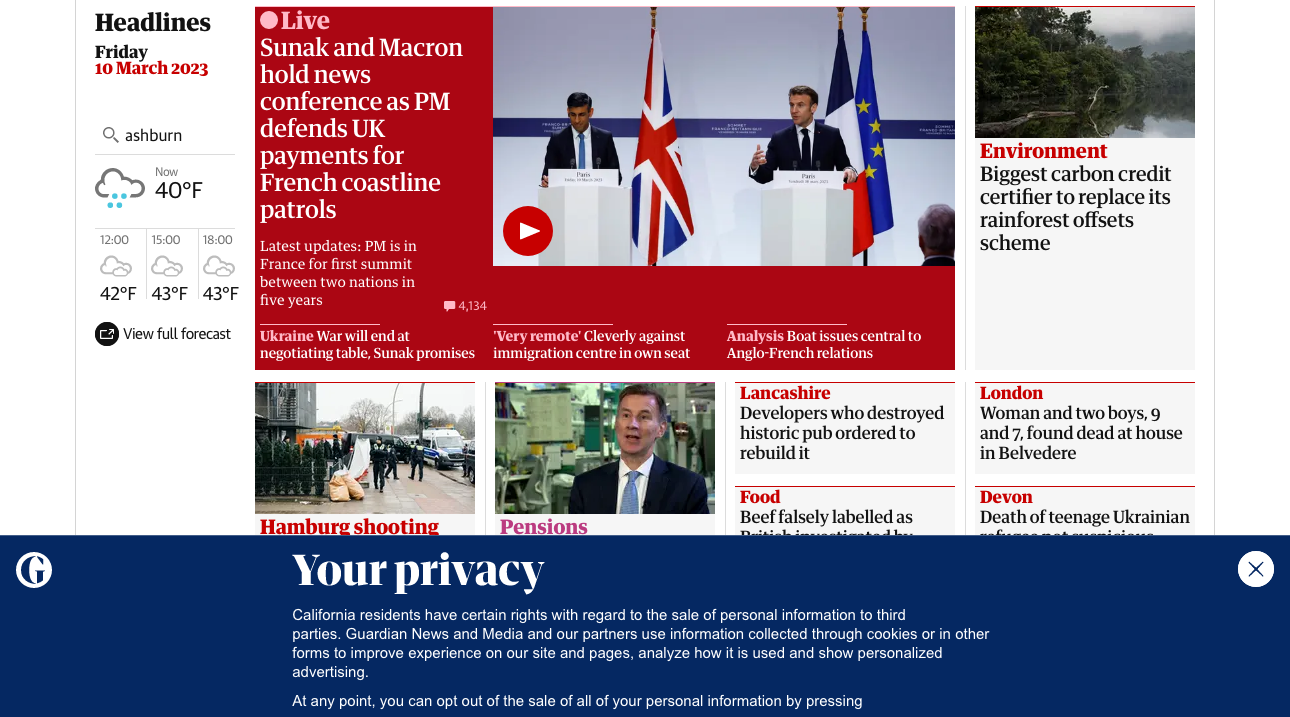 Headlines
Friday
10 March 2023
ashburn
Now
40°F
12:00
15:00
18:00
42°F
43°F
43°F
View full forecast
Live
Sunak and Macron
hold news
conference as PM
defends UK
payments for
French coastline
patrols
Latest updates: PM is in
France for first summit
between two nations in
five years
4,134
Paris
Paris
Ukraine War will end at
negotiating table, Sunak promises
'Very remote' Cleverly against
immigration centre in own seat
Analysis Boat issues central to
Anglo-French relations
Environment
Biggest carbon credit
certifier to replace its
rainforest offsets
scheme
Hamburg shooting
Pensions
Lancashire
Developers who destroyed
historic pub ordered to
rebuild it
Food
Beef falsely labelled as
British investigated by
London
Woman and two boys, 9
and 7, found dead at house
in Belvedere
Devon
Death of teenage Ukrainian
refugee not suspicious
Your privacy
California residents have certain rights with regard to the sale of personal information to third
parties. Guardian News and Media and our partners use information collected through cookies or in other
forms to improve experience on our site and pages, analyze how it is used and show personalized
advertising.
At any point, you can opt out of the sale of all of your personal information by pressing